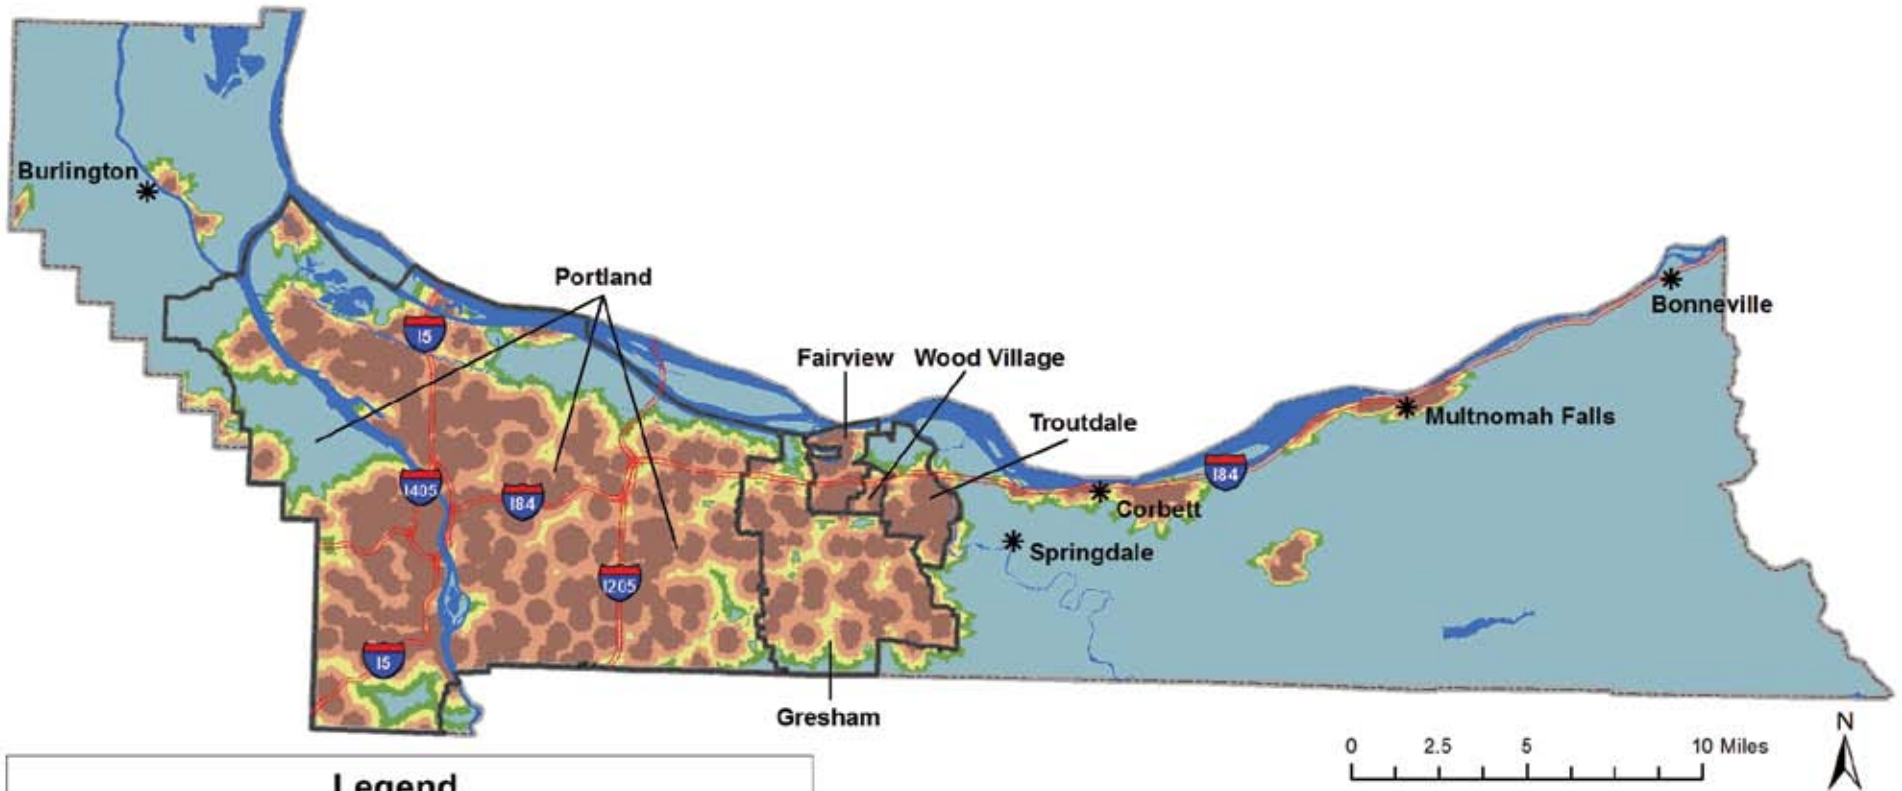 Burlington
Portland
I5
Fairview
Wood Village
Troutdale
Bonneville
Multnomah Falls
I84
I405
I84
Corbett
Springdale
I205
I5
Gresham
N
0 2.5 5 10 Miles
Legend